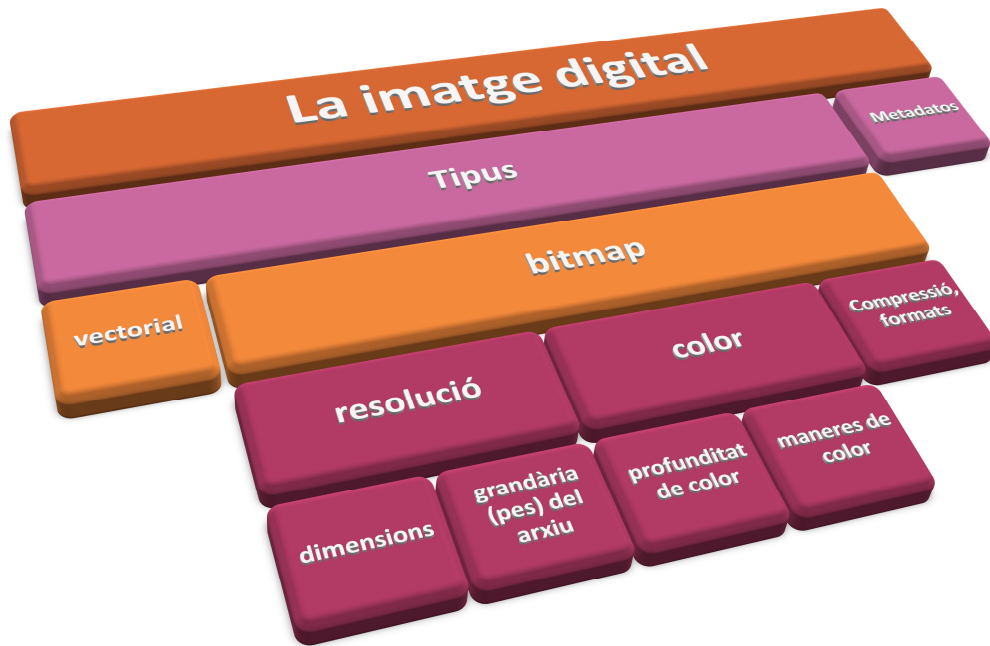 La imatge digital
Tipus
Metadatos
vectorial
bitmap
resolució
color
Compressió,
formats
dimensions
grandària
(pes) del
arxiu
profunditat
de color
maneres de
color